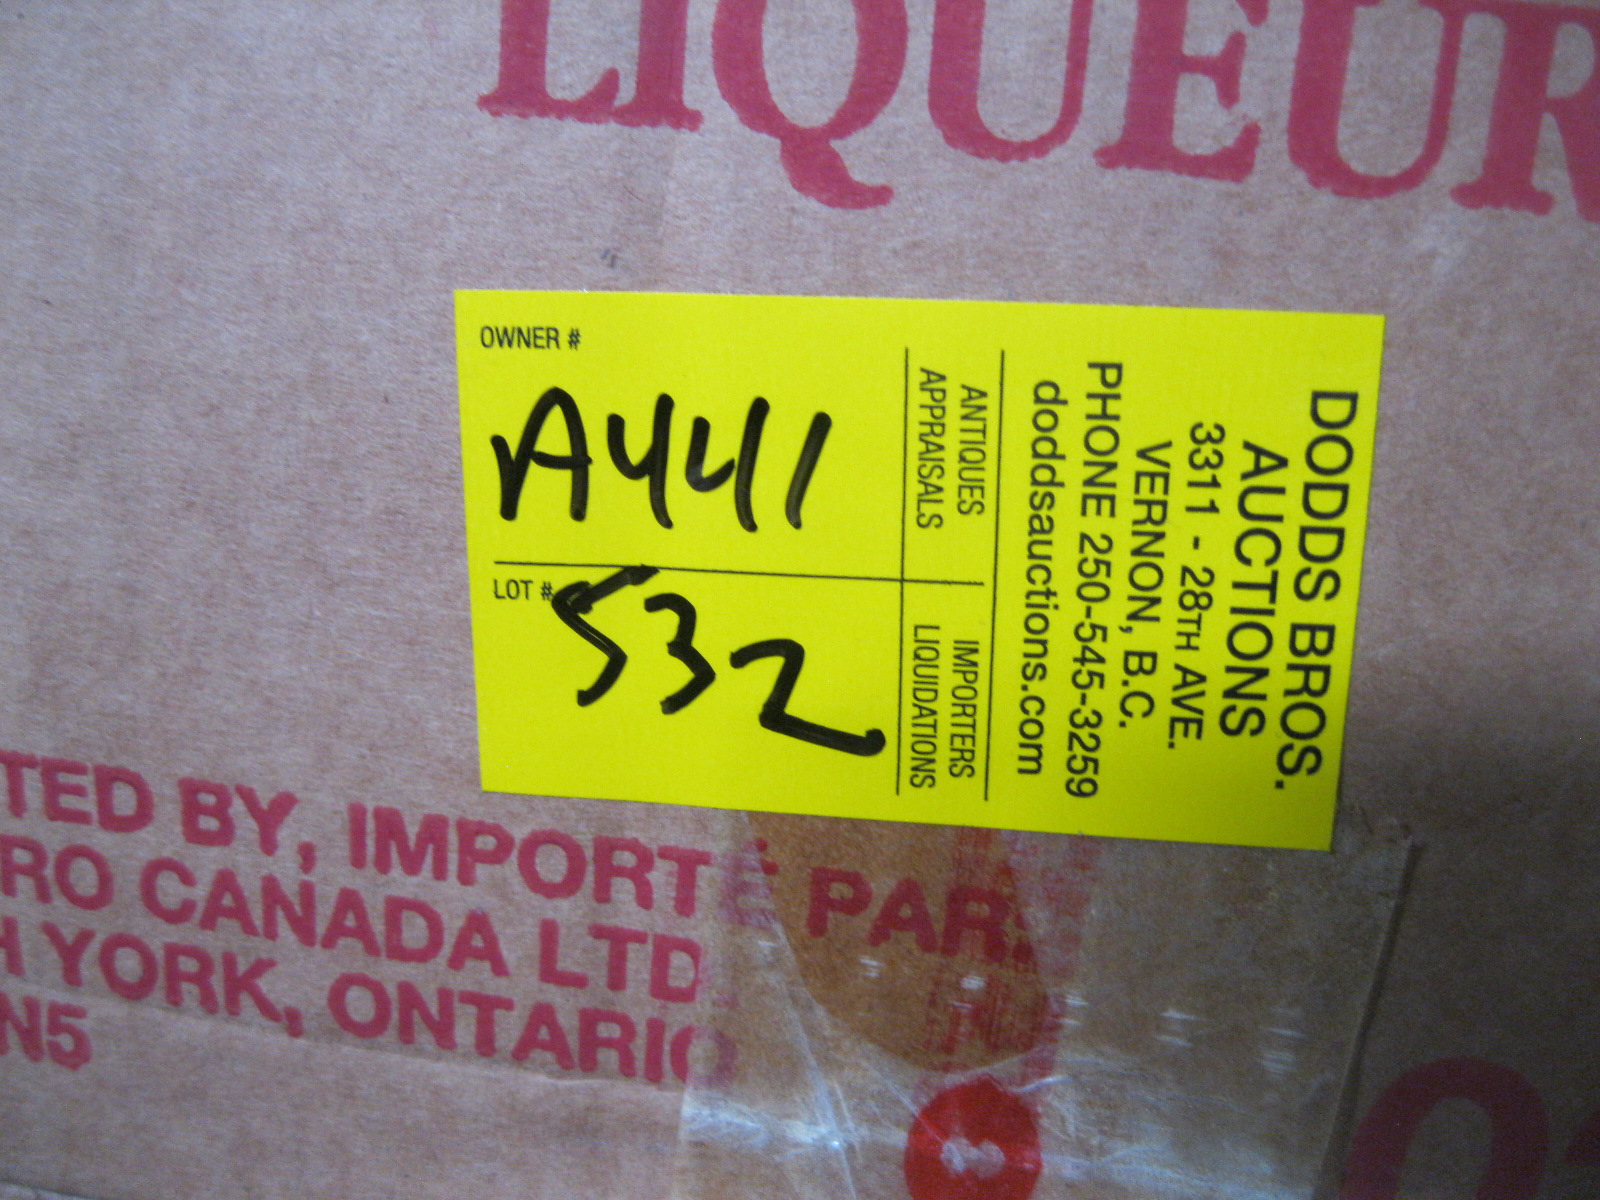 LIQUEUR
OWNER #
A441
LOT #
532
ANTIQUES
APPRAISALS
IMPORTERS
LIQUIDATIONS
DODDS BROS.
AUCTIONS
3311 - 28TH AVE.
VERNON, B.C.
PHONE 250-545-3259
doddsauctions.com
TED BY, IMPORTE PAR:
RO CANADA LTD.
H YORK, ONTARIO
N5